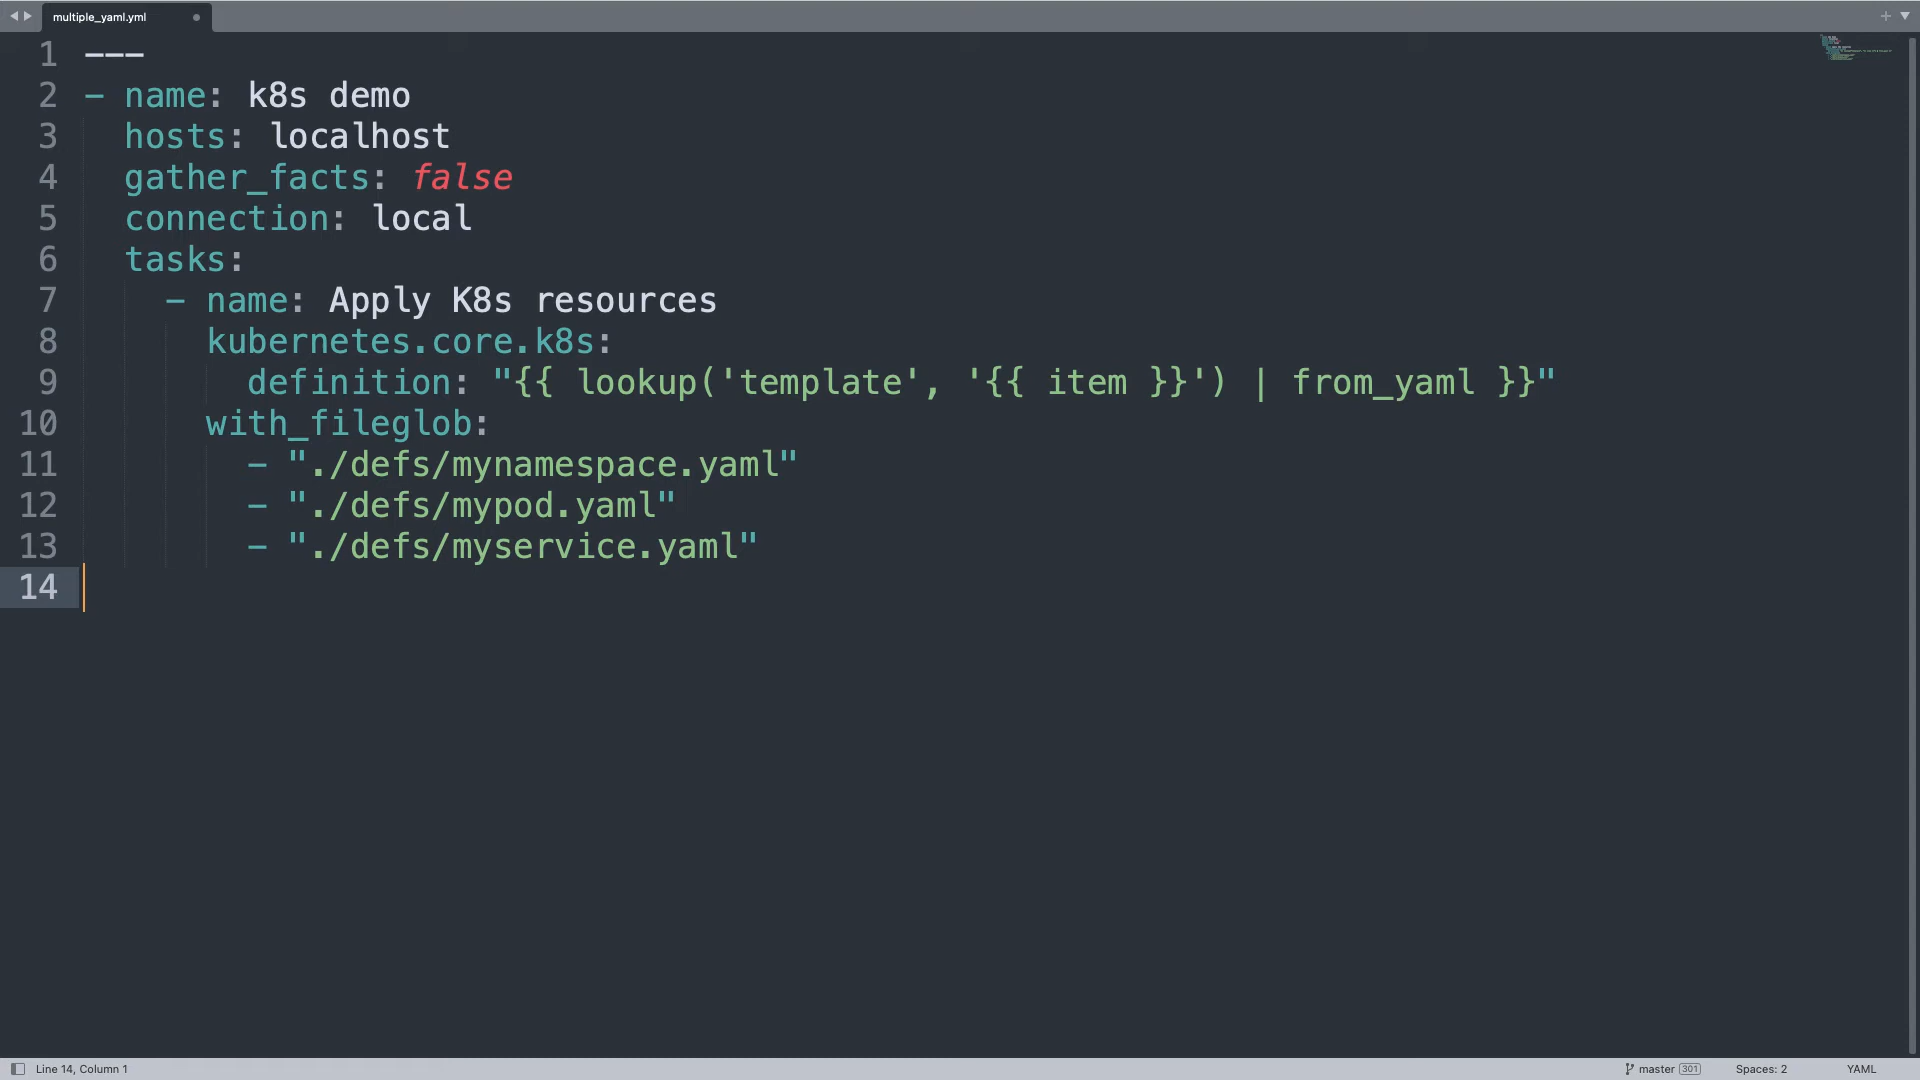 multiple_yaml.yml
1 ---
2 - name: k8s demo
3   hosts: localhost
4   gather_facts: false
5   connection: local
6   tasks:
7     - name: Apply K8s resources
8       kubernetes.core.k8s:
9         definition: "{{ lookup('template', '{{ item }}') | from_yaml }}"
10       with_fileglob:
11         - "./defs/mynamespace.yaml"
12         - "./defs/mypod.yaml"
13         - "./defs/myservice.yaml"
14
Line 14, Column 1 master 301 Spaces: 2 YAML